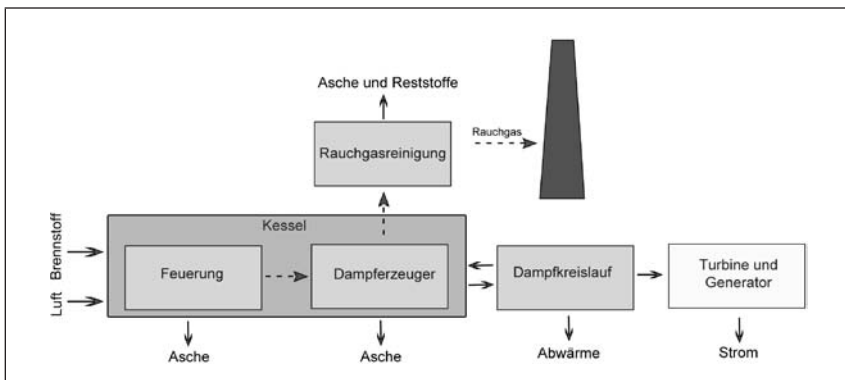 Asche und Reststoffe
Rauchgasreinigung
Rauchgas
Kessel
Brennstoff
Luft
Feuerung
Dampferzeuger
Dampfkreislauf
Turbine und
Generator
Asche
Asche
Abwärme
Strom